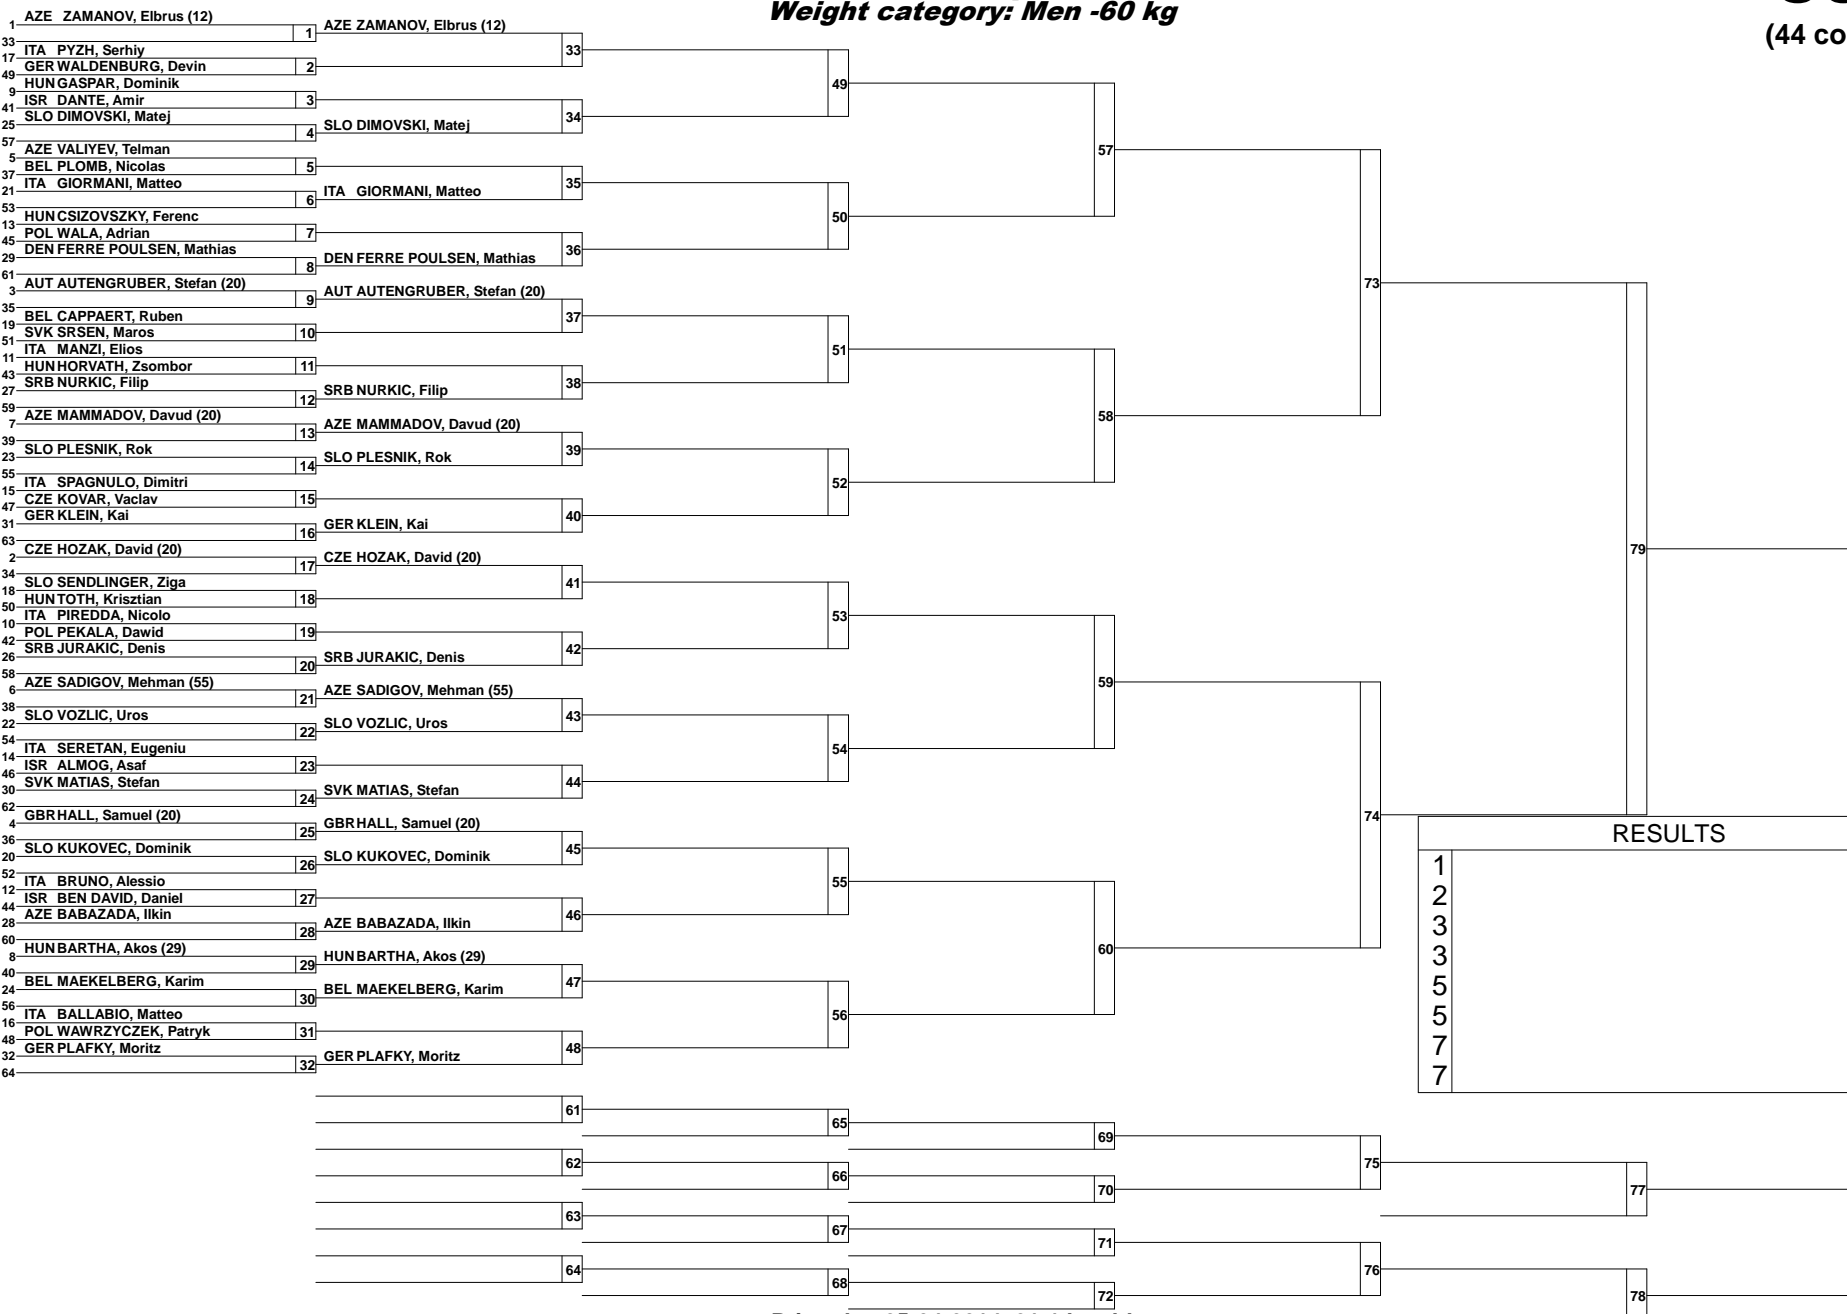 Weight category: Men -60 kg
(44 co
1 AZE ZAMANOV, Elbrus (12)
33
17 ITA PYZH, Serhiy
49 GER WALDENBURG, Devin
9 HUN GASPAR, Dominik
41 ISR DANTE, Amir
25 SLO DIMOVSKI, Matej
57
5 AZE VALIYEV, Telman
37 BEL PLOMB, Nicolas
21 ITA GIORMANI, Matteo
53
13 HUN CSIZOVSZKY, Ferenc
45 POL WALA, Adrian
29 DEN FERRE POULSEN, Mathias
61
3 AUT AUTENGRUBER, Stefan (20)
35
19 BEL CAPPAERT, Ruben
51 SVK SRSEN, Maros
11 ITA MANZI, Elios
43 HUN HORVATH, Zsombor
27 SRB NURKIC, Filip
59
7 AZE MAMMADOV, Davud (20)
39
23 SLO PLESNIK, Rok
55
15 ITA SPAGNULO, Dimitri
47 CZE KOVAR, Vaclav
31 GER KLEIN, Kai
63
2 CZE HOZAK, David (20)
34
18 SLO SENDLINGER, Ziga
50 HUN TOTH, Krisztian
10 ITA PIREDDA, Nicolo
42 POL PEKALA, Dawid
26 SRB JURAKIC, Denis
58
6 AZE SADIGOV, Mehman (55)
38
22 SLO VOZLIC, Uros
54
14 ITA SERETAN, Eugeniu
46 ISR ALMOG, Asaf
30 SVK MATIAS, Stefan
62
4 GBR HALL, Samuel (20)
36
20 SLO KUKOVEC, Dominik
52
12 ITA BRUNO, Alessio
44 ISR BEN DAVID, Daniel
28 AZE BABAZADA, Ilkin
60
8 HUN BARTHA, Akos (29)
40
24 BEL MAEKELBERG, Karim
56
16 ITA BALLABIO, Matteo
48 POL WAWRZYCZEK, Patryk
32 GER PLAFKY, Moritz
64
1 AZE ZAMANOV, Elbrus (12)
2
3
4 SLO DIMOVSKI, Matej
5
6 ITA GIORMANI, Matteo
7
8 DEN FERRE POULSEN, Mathias
9 AUT AUTENGRUBER, Stefan (20)
10
11
12 SRB NURKIC, Filip
13 AZE MAMMADOV, Davud (20)
14 SLO PLESNIK, Rok
15
16 GER KLEIN, Kai
17 CZE HOZAK, David (20)
18
19
20 SRB JURAKIC, Denis
21 AZE SADIGOV, Mehman (55)
22 SLO VOZLIC, Uros
23
24 SVK MATIAS, Stefan
25 GBR HALL, Samuel (20)
26 SLO KUKOVEC, Dominik
27
28 AZE BABAZADA, Ilkin
29 HUN BARTHA, Akos (29)
30 BEL MAEKELBERG, Karim
31
32 GER PLAFKY, Moritz
33
34
35
36
37
38
39
40
41
42
43
44
45
46
47
48
49
50
51
52
53
54
55
56
57
58
59
60
73
74
79
RESULTS
1
2
3
3
5
5
7
7
61
62
63
64
65
66
67
68
69
70
71
72
75
76
77
78